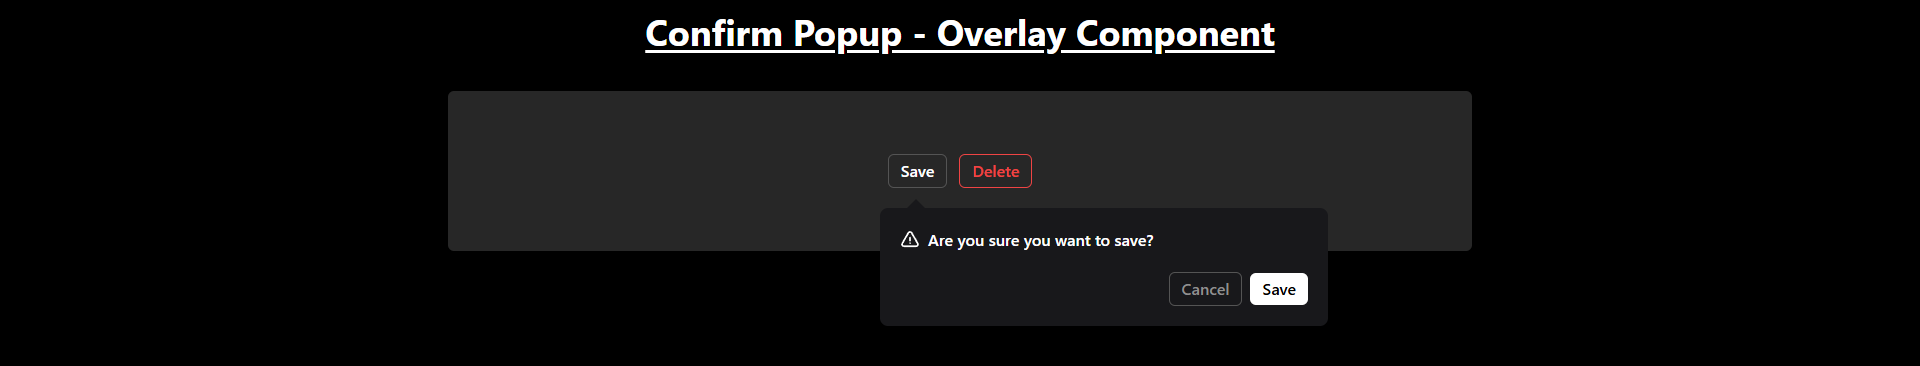 Confirm Popup - Overlay Component
Save Delete
Are you sure you want to save?
Cancel Save